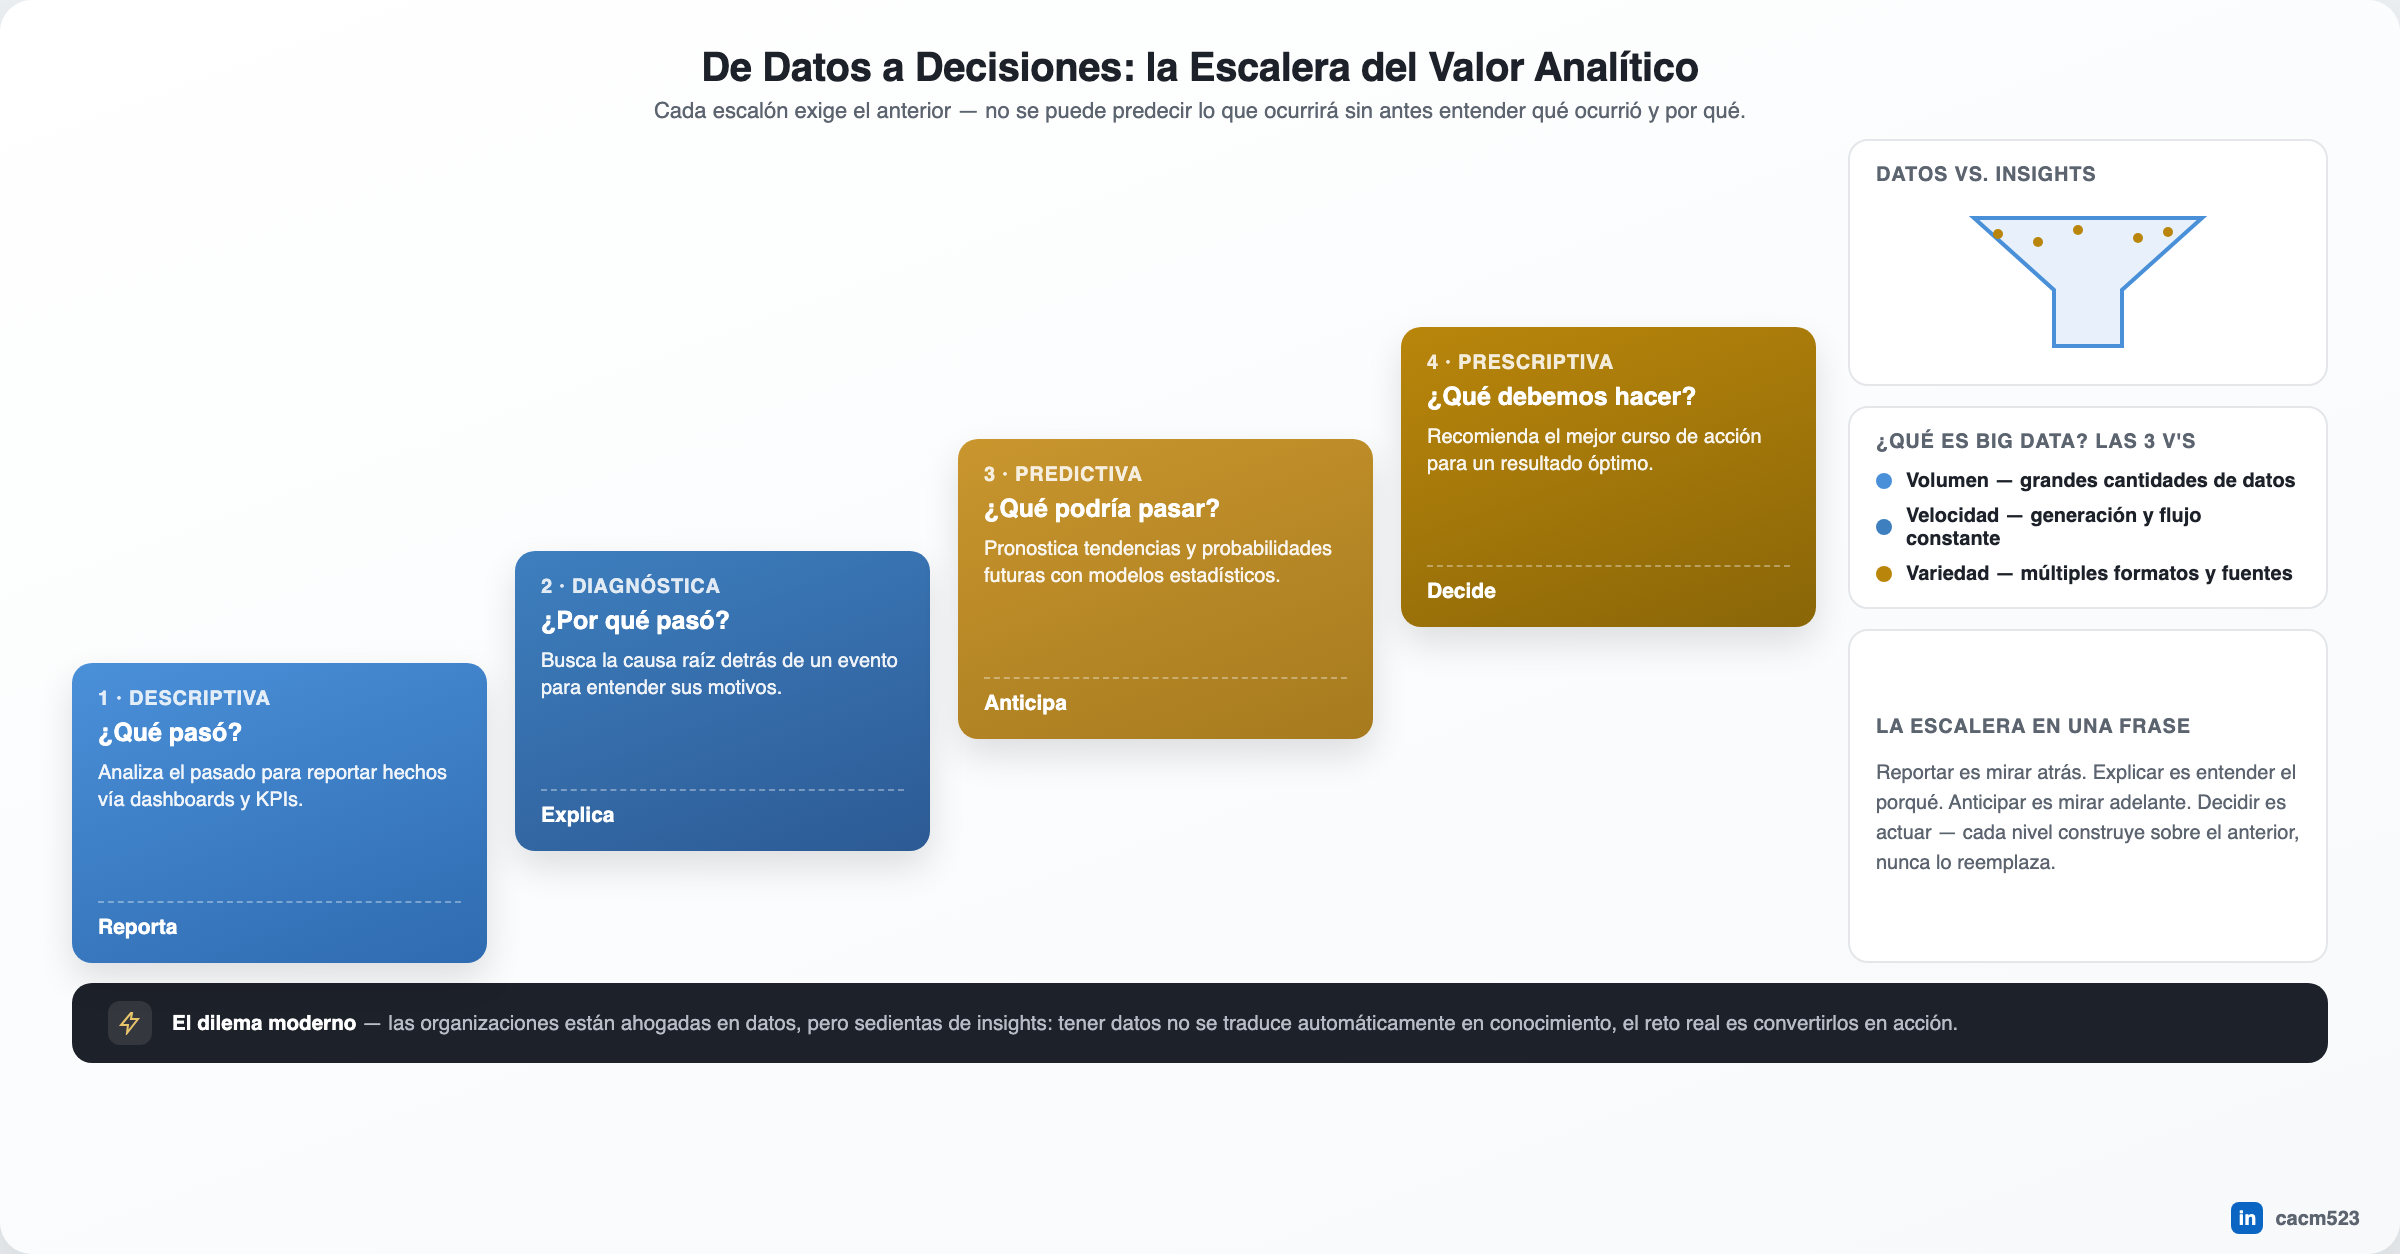 De Datos a Decisiones: la Escalera del Valor Analítico
Cada escalón exige el anterior — no se puede predecir lo que ocurrirá sin antes entender qué ocurrió y por qué.
1 · DESCRIPTIVA
¿Qué pasó?
Analiza el pasado para reportar hechos
vía dashboards y KPIs.
Reporta
2 · DIAGNÓSTICA
¿Por qué pasó?
Busca la causa raíz detrás de un evento
para entender sus motivos.
Explica
3 · PREDICTIVA
¿Qué podría pasar?
Pronostica tendencias y probabilidades
futuras con modelos estadísticos.
Anticipa
4 · PRESCRIPTIVA
¿Qué debemos hacer?
Recomienda el mejor curso de acción
para un resultado óptimo.
Decide
DATOS VS. INSIGHTS
¿QUÉ ES BIG DATA? LAS 3 V'S
Volumen — grandes cantidades de datos
Velocidad — generación y flujo
constante
Variedad — múltiples formatos y fuentes
LA ESCALERA EN UNA FRASE
Reportar es mirar atrás. Explicar es entender el
porqué. Anticipar es mirar adelante. Decidir es
actuar — cada nivel construye sobre el anterior,
nunca lo reemplaza.
El dilema moderno — las organizaciones están ahogadas en datos, pero sedientas de insights: tener datos no se traduce automáticamente en conocimiento, el reto real es convertirlos en acción.
in cacm523